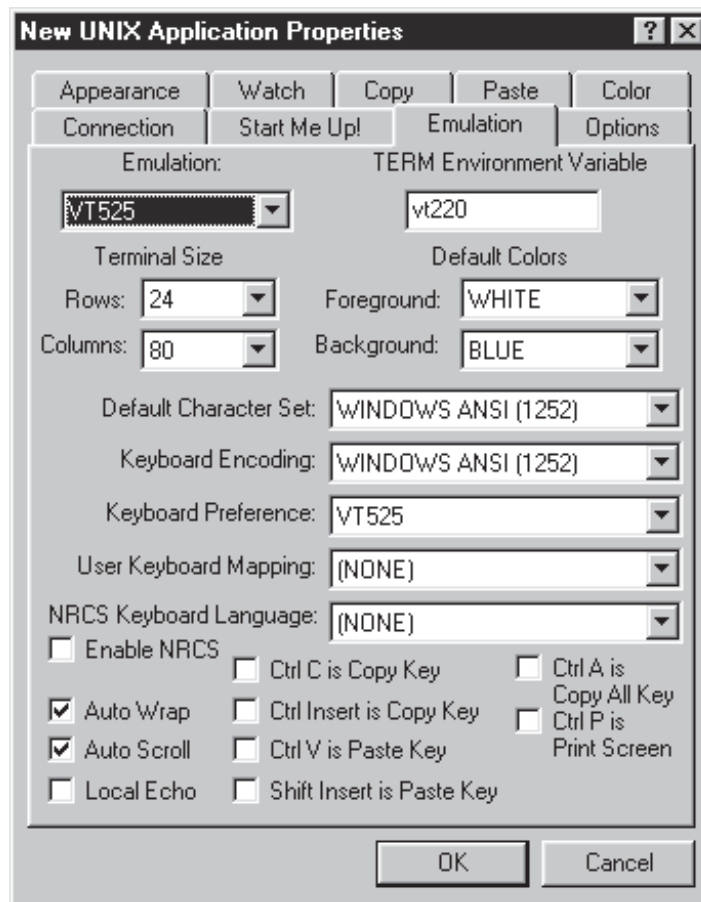 New UNIX Application Properties
Appearance Watch Copy Paste Color
Connection Start Me Up! Emulation Options
Emulation: TERM Environment Variable
VT525 vt220
Terminal Size Default Colors
Rows: 24 Foreground: WHITE
Columns: 80 Background: BLUE
Default Character Set: WINDOWS ANSI (1252)
Keyboard Encoding: WINDOWS ANSI (1252)
Keyboard Preference: VT525
User Keyboard Mapping: (NONE)
NRCS Keyboard Language: (NONE)
Enable NRCS
Ctrl C is Copy Key
Ctrl A is
Copy All Key
Auto Wrap Ctrl Insert is Copy Key
Ctrl P is
Print Screen
Auto Scroll Ctrl V is Paste Key
Local Echo Shift Insert is Paste Key
OK Cancel